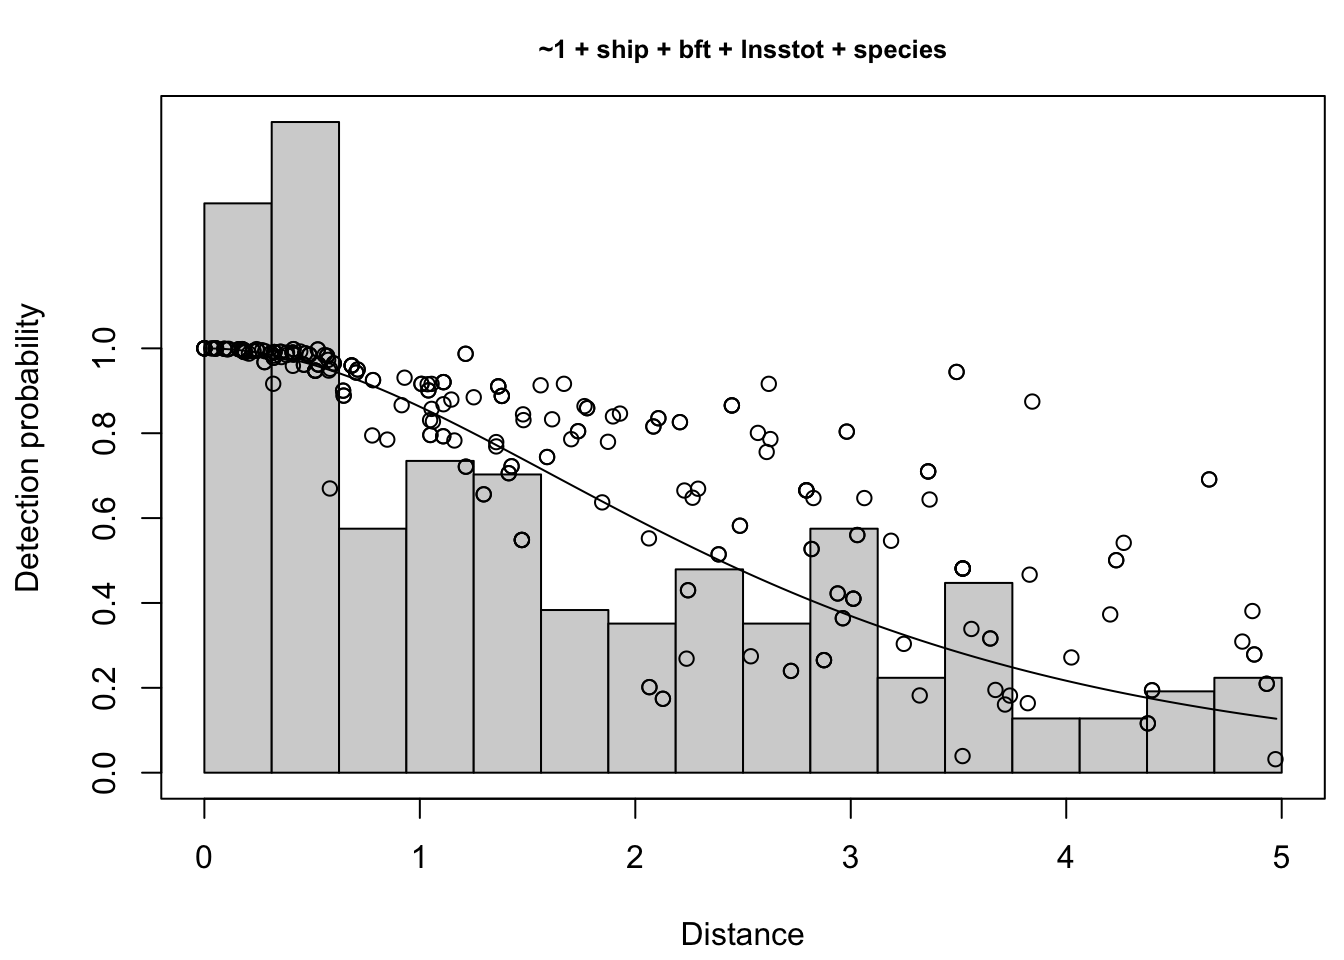 ~1 + ship + bft + lnsstot + species
Detection probability
1.0
0.8
0.6
0.4
0.2
0.0
0 1 2 3 4 5
Distance